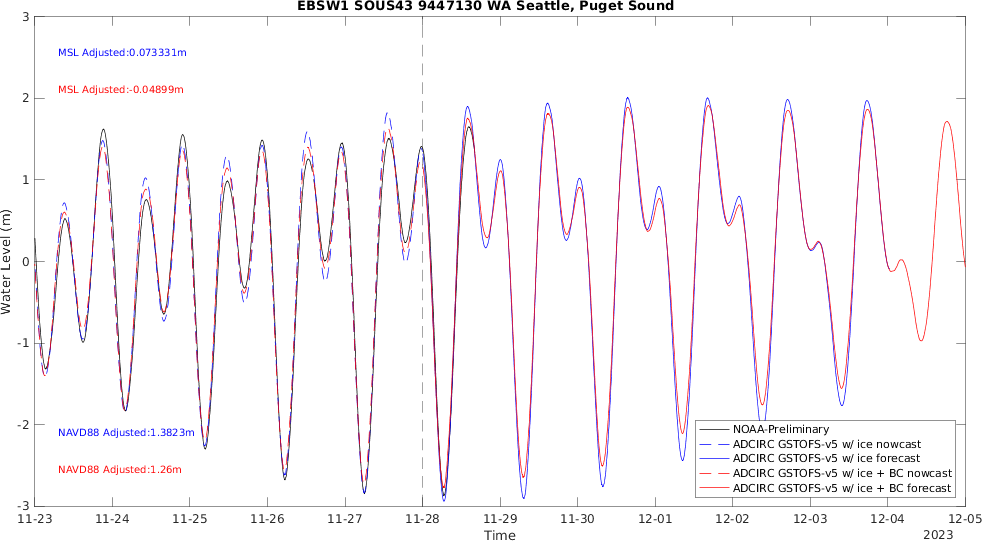 EBSW1 SOUS43 9447130 WA Seattle, Puget Sound
3
2
1
0
-1
-2
-3
Water Level (m)
MSL Adjusted:0.073331m
MSL Adjusted:-0.04899m
NAVD88 Adjusted:1.3823m
NAVD88 Adjusted:1.26m
NOAA-Preliminary
ADCIRC GSTOFS-v5 w/ ice nowcast
ADCIRC GSTOFS-v5 w/ ice forecast
ADCIRC GSTOFS-v5 w/ ice + BC nowcast
ADCIRC GSTOFS-v5 w/ ice + BC forecast
11-23 11-24 11-25 11-26 11-27 11-28 11-29 11-30 12-01 12-02 12-03 12-04 12-05
Time
2023